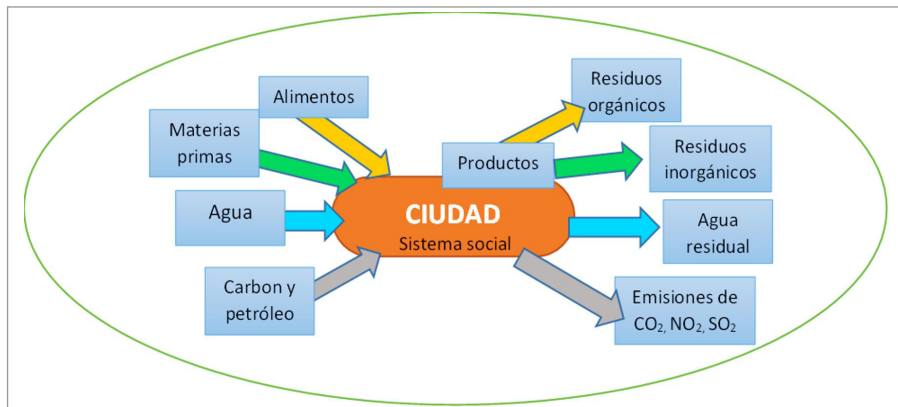 Alimentos
Materias
primas
Agua
Carbon y
petróleo
CIUDAD
Sistema social
Productos
Residuos
orgánicos
Residuos
inorgánicos
Agua
residual
Emisiones de
CO₂, NO₂, SO₂